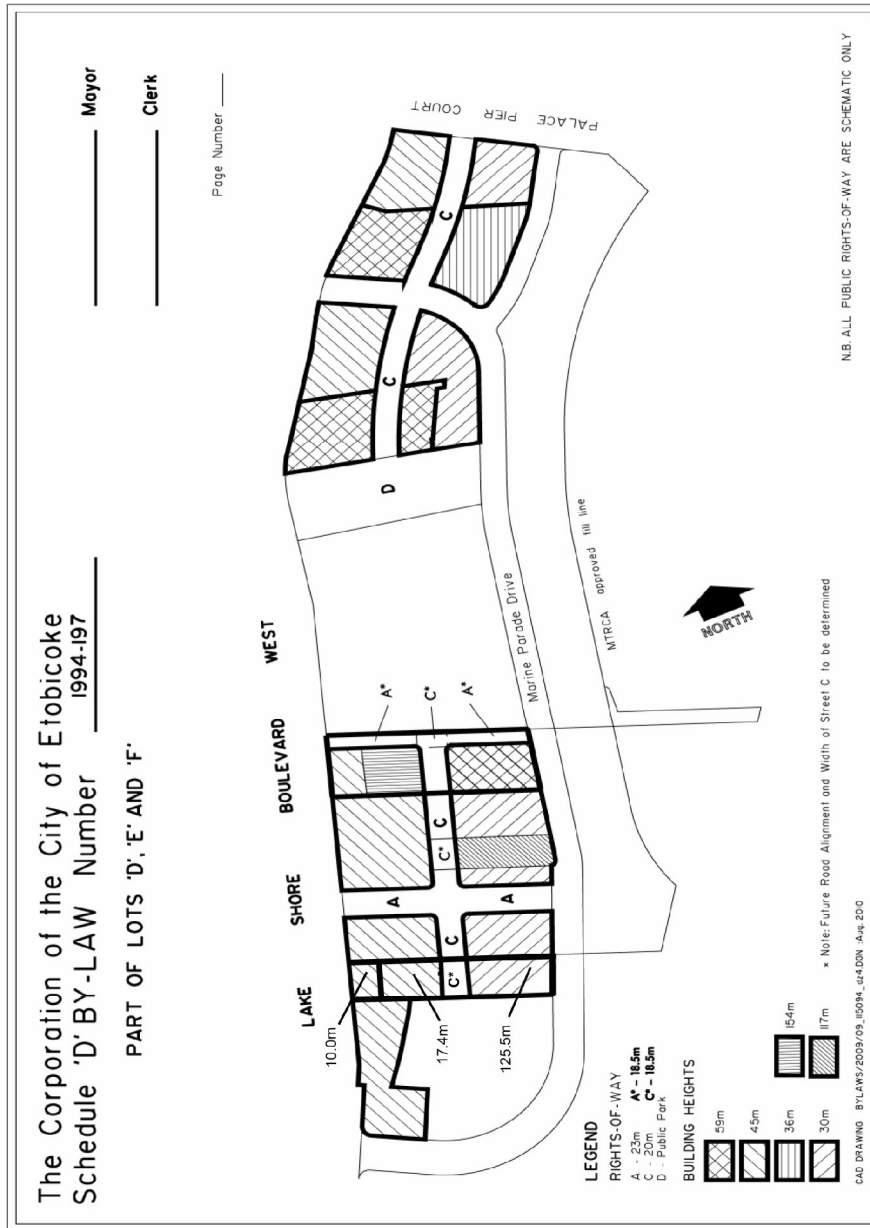 The Corporation of the City of Etobicoke
Schedule 'D' BY-LAW Number 1994-197
PART OF LOTS 'D', 'E' AND 'F'
Mayor
Clerk
Page Number
LAKE SHORE BOULEVARD WEST
PALACE PIER COURT
10.0m
17.4m
125.5m
A
A
C
C*
C*
C
A*
C*
A*
D
C
C
Marine Parade Drive
MTRCA approved fill line
NORTH
LEGEND
RIGHTS-OF-WAY
A - 23m A* - 18.5m
C - 20m C* - 18.5m
D - Public Park
BUILDING HEIGHTS
59m
45m
36m 154m
30m 117m
* Note: Future Road Alignment and Width of Street C to be determined
N.B. ALL PUBLIC RIGHTS-OF-WAY ARE SCHEMATIC ONLY
CAD DRAWING BYLAWS/2009/09_115094_dz4.DGN :Aug. 2010